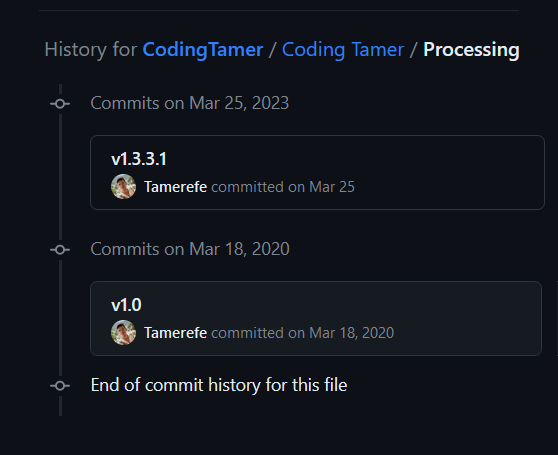 History for CodingTamer / Coding Tamer / Processing
Commits on Mar 25, 2023
v1.3.3.1
Tamerefe committed on Mar 25
Commits on Mar 18, 2020
v1.0
Tamerefe committed on Mar 18, 2020
End of commit history for this file